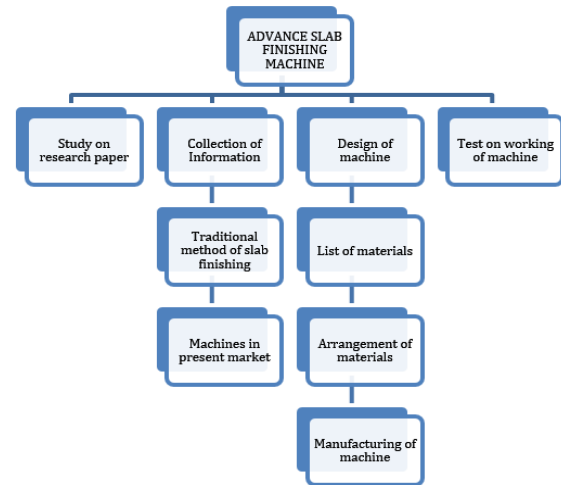 ADVANCE SLAB
FINISHING
MACHINE
Study on
research paper
Collection of
Information
Design of
machine
Test on working
of machine
Traditional
method of slab
finishing
List of materials
Machines in
present market
Arrangement of
materials
Manufacturing of
machine